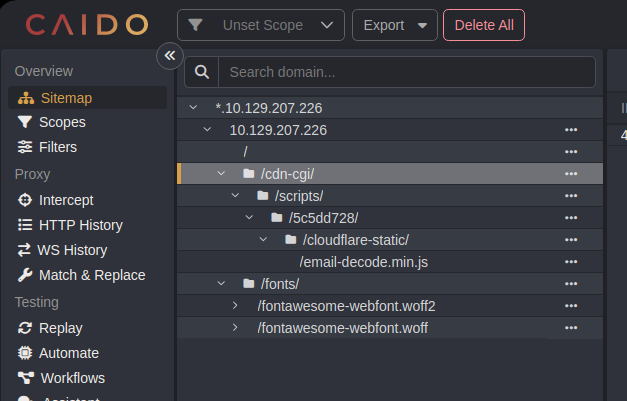 CAIDO
Unset Scope
Export
Delete All
Overview
Sitemap
Scopes
Filters
Proxy
Intercept
HTTP History
WS History
Match & Replace
Testing
Replay
Automate
Workflows
Search domain...
*.10.129.207.226
10.129.207.226
/
/cdn-cgi/
/scripts/
/5c5dd728/
/cloudflare-static/
/email-decode.min.js
/fonts/
/fontawesome-webfont.woff2
/fontawesome-webfont.woff